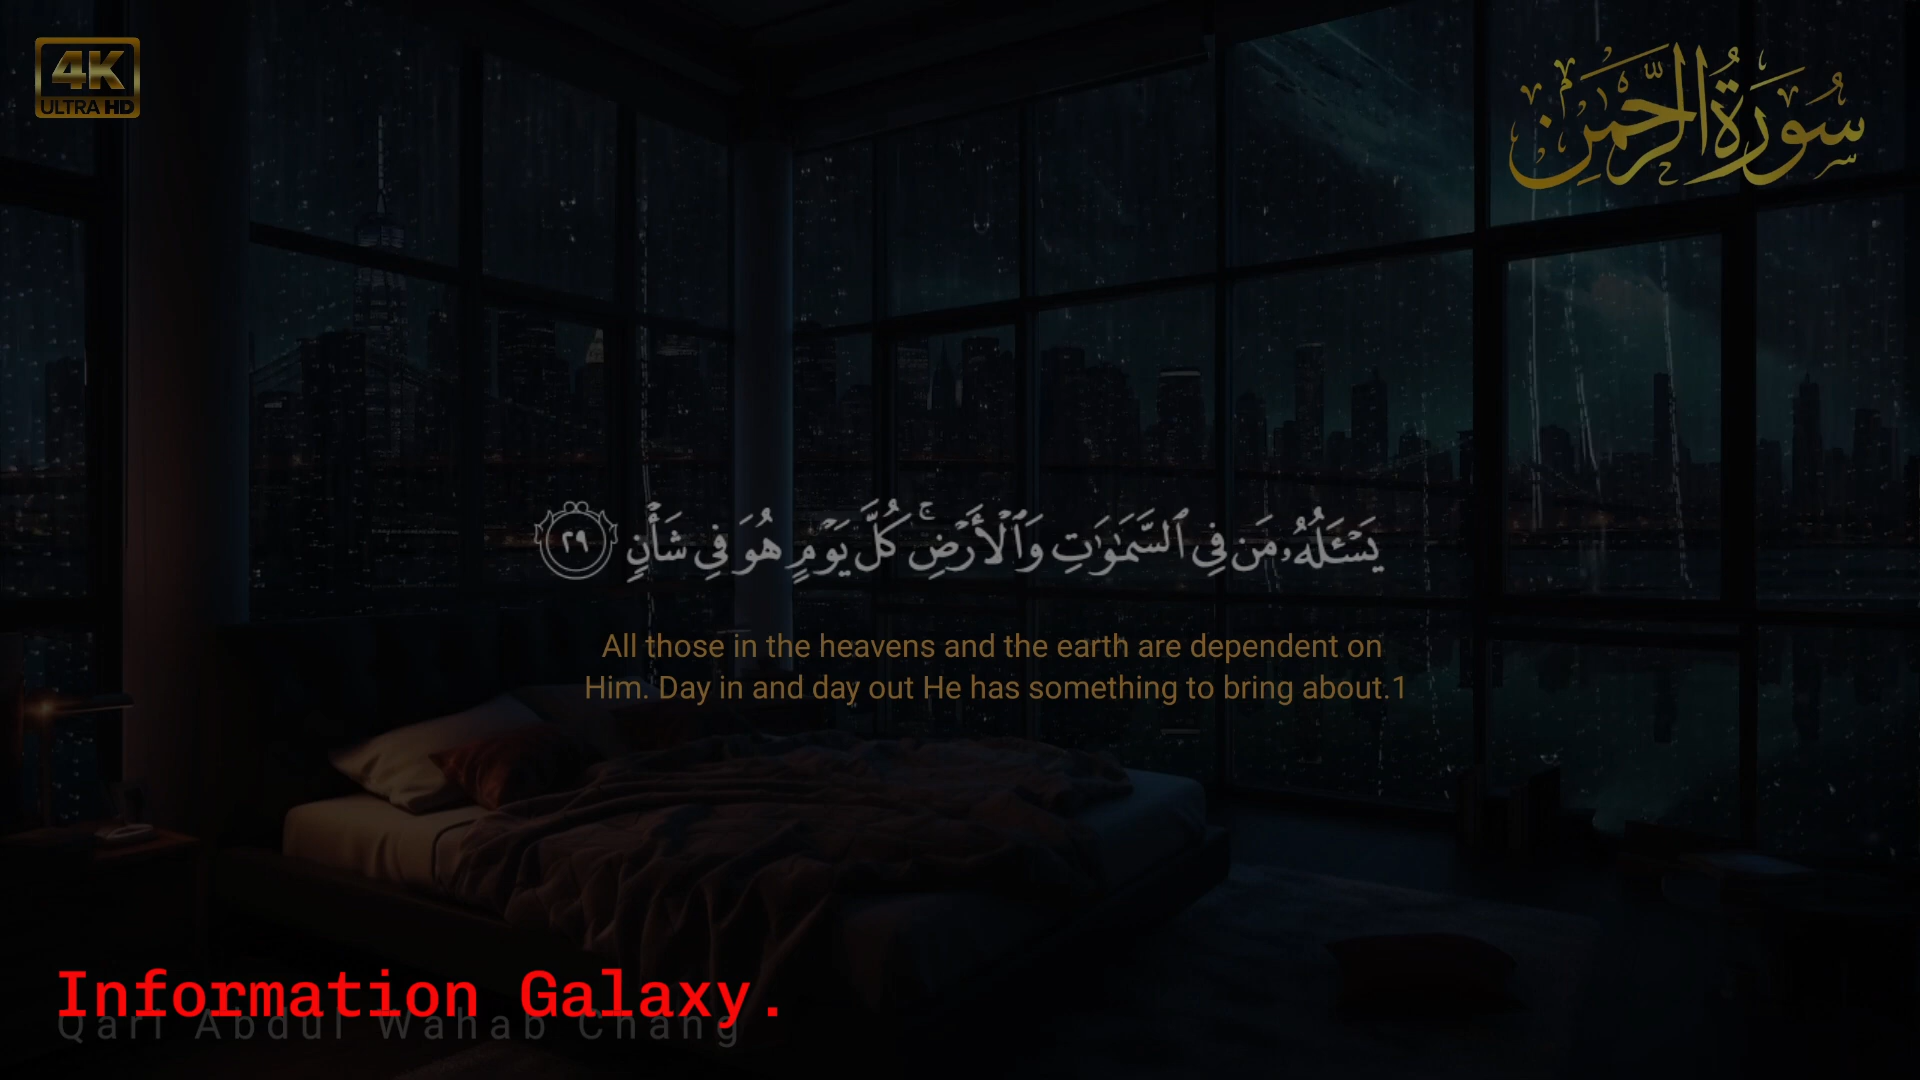 4K
ULTRA HD
سُورَةُ الرَّحْمَٰنِ
يَسْـَٔلُهُۥ مَن فِى ٱلسَّمَٰوَٰتِ وَٱلْأَرْضِ ۚ كُلَّ يَوْمٍ هُوَ فِى شَأْنٍ ٢٩
All those in the heavens and the earth are dependent on
Him. Day in and day out He has something to bring about.1
Information Galaxy.
Qari Abdul Wahab Chang